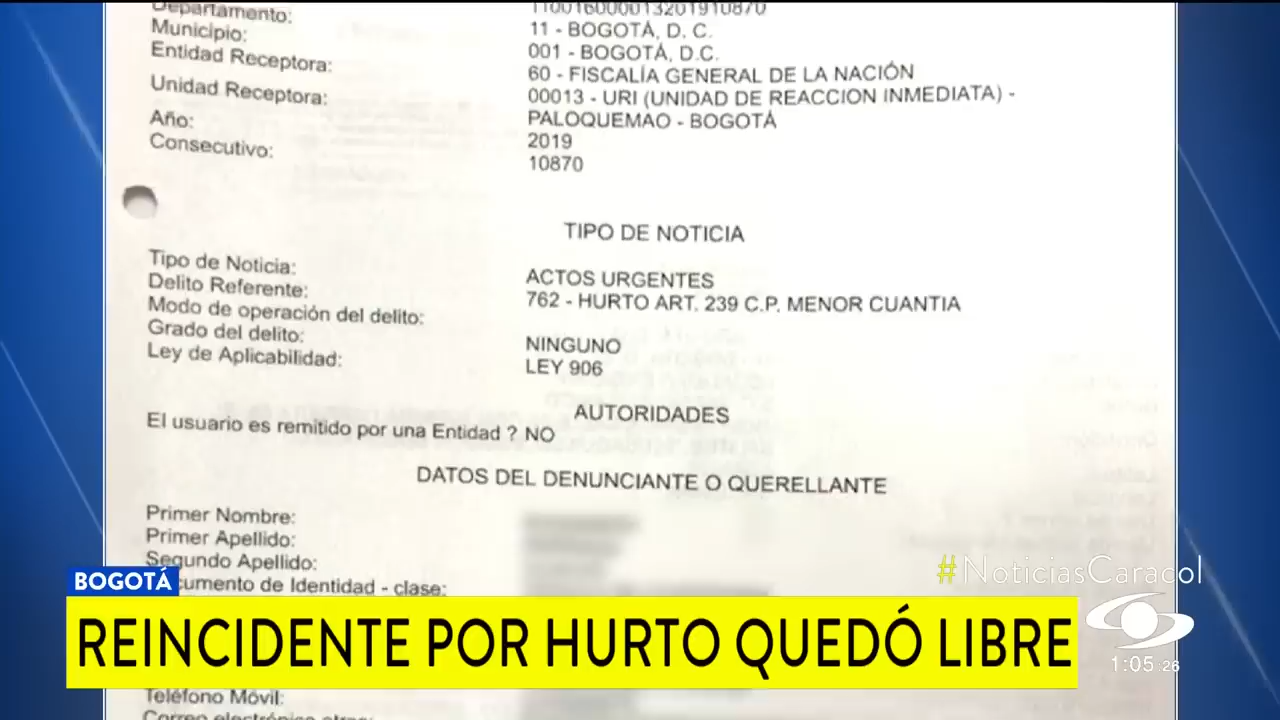 110016000013201910870
Departamento: 11 - BOGOTÁ, D. C.
Municipio: 001 - BOGOTÁ, D.C.
Entidad Receptora: 60 - FISCALÍA GENERAL DE LA NACIÓN
Unidad Receptora: 00013 - URI (UNIDAD DE REACCION INMEDIATA) -
PALOQUEMAO - BOGOTÁ
Año: 2019
Consecutivo: 10870
TIPO DE NOTICIA
Tipo de Noticia: ACTOS URGENTES
Delito Referente: 762 - HURTO ART. 239 C.P. MENOR CUANTIA
Modo de operación del delito:
Grado del delito: NINGUNO
Ley de Aplicabilidad: LEY 906
AUTORIDADES
El usuario es remitido por una Entidad ? NO
DATOS DEL DENUNCIANTE O QUERELLANTE
Primer Nombre:
Primer Apellido:
Segundo Apellido:
cumento de Identidad - clase:
#NoticiasCaracol
BOGOTÁ
REINCIDENTE POR HURTO QUEDÓ LIBRE
1:05 26
Teléfono Móvil: